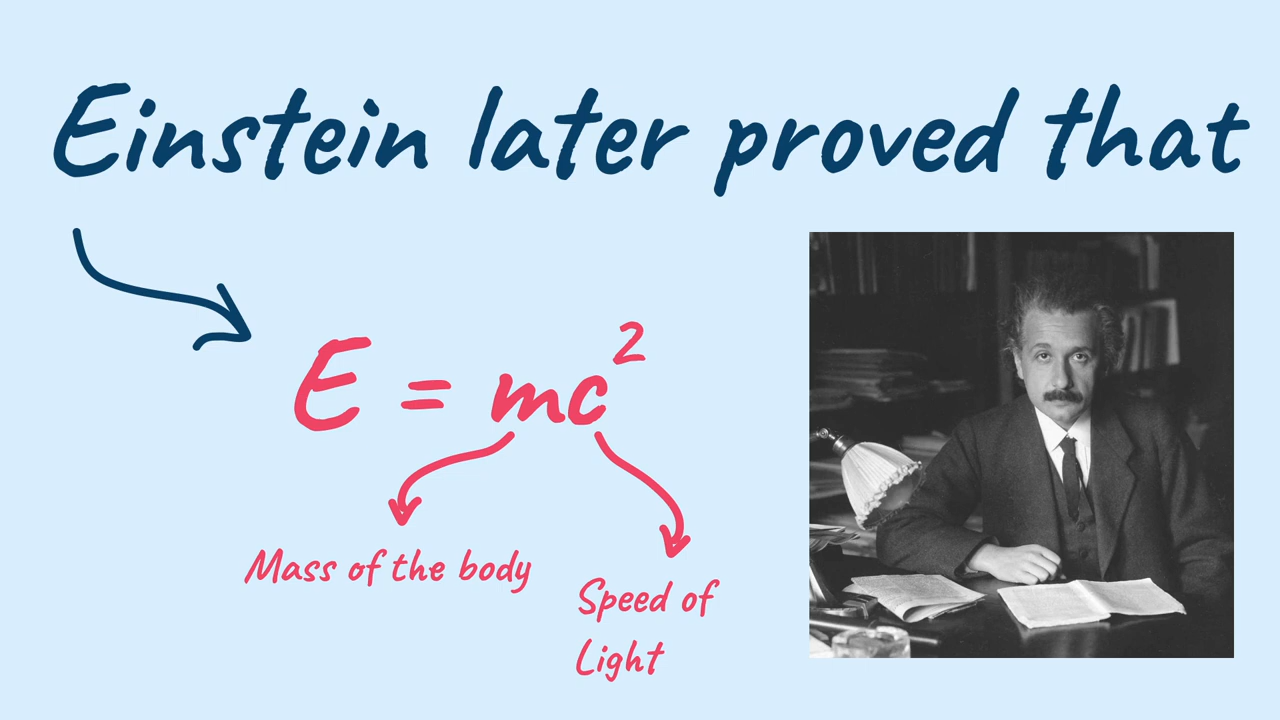 Einstein later proved that
E = mc²
Mass of the body
Speed of
Light